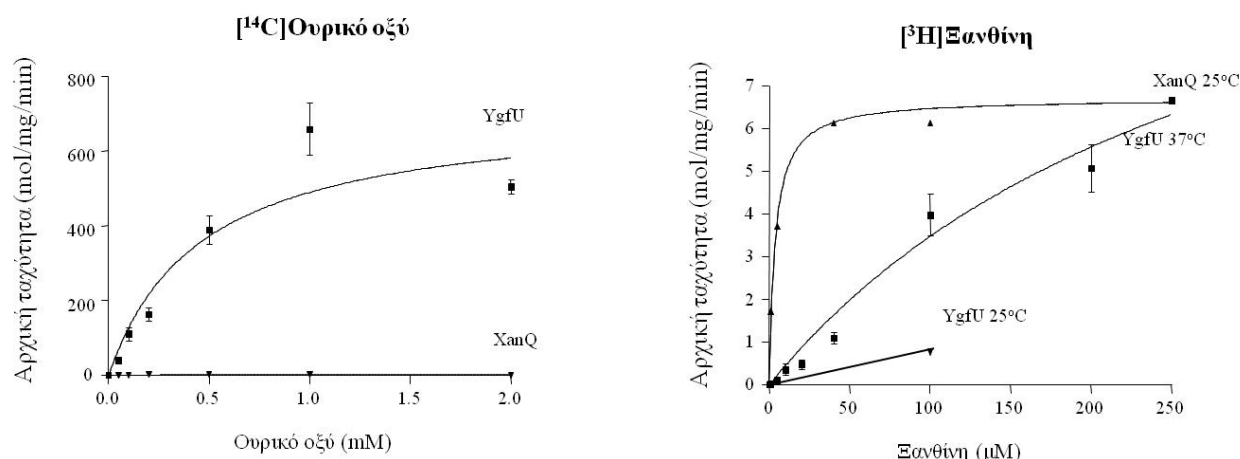 [¹⁴C]Ουρικό οξύ
Αρχική ταχύτητα (mol/mg/min)
800
600
400
200
0
YgfU
XanQ
0.0 0.5 1.0 1.5 2.0
Ουρικό οξύ (mM)
[³H]Ξανθίνη
Αρχική ταχύτητα (mol/mg/min)
7
6
5
4
3
2
1
0
XanQ 25°C
YgfU 37°C
YgfU 25°C
0 50 100 150 200 250
Ξανθίνη (μM)